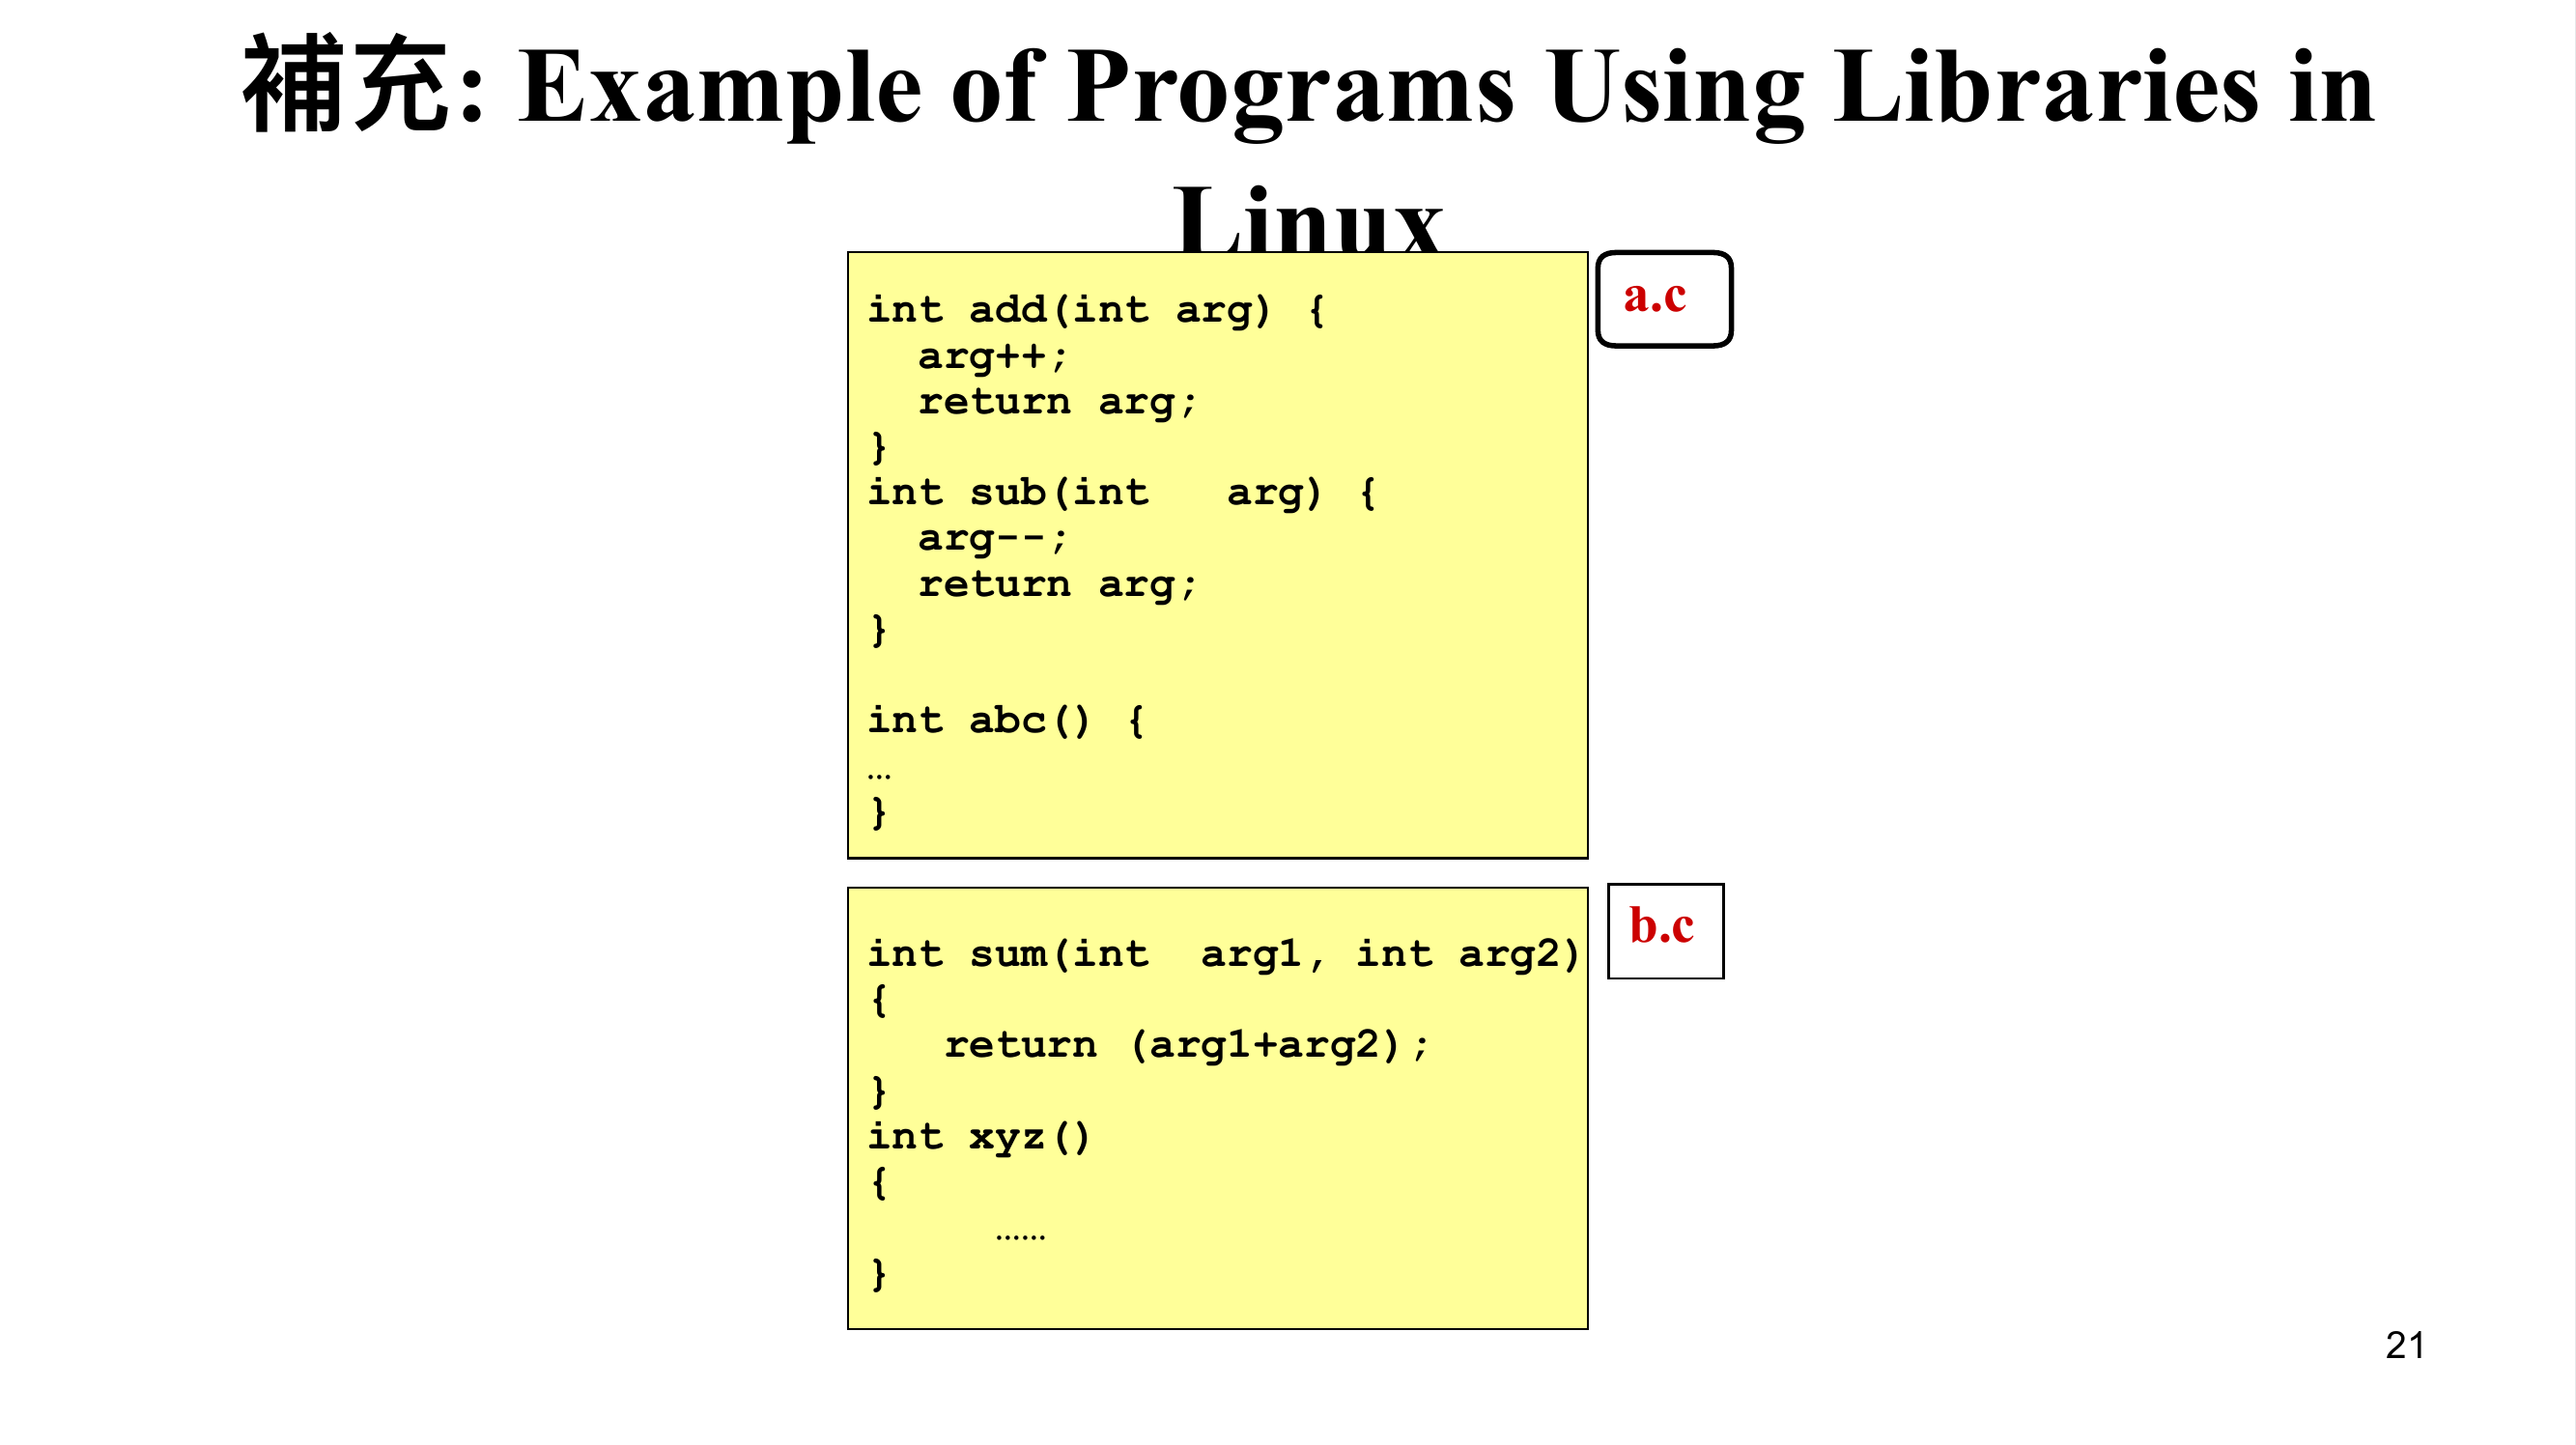 補充: Example of Programs Using Libraries in
Linux
a.c
int add(int arg) {
  arg++;
  return arg;
}
int sub(int   arg) {
  arg--;
  return arg;
}

int abc() {
…
}
b.c
int sum(int  arg1, int arg2)
{
   return (arg1+arg2);
}
int xyz()
{
     ……
}
21